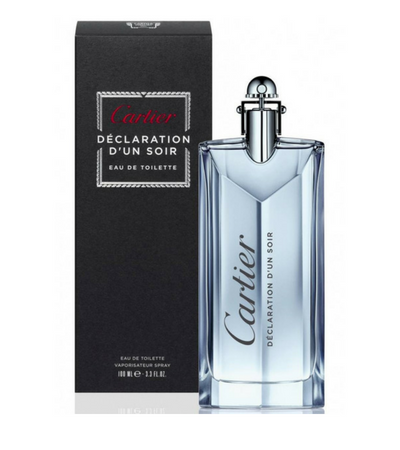 Cartier
DÉCLARATION
D'UN SOIR
EAU DE TOILETTE
EAU DE TOILETTE
VAPORISATEUR SPRAY
100 ML℮-3.3 FL.OZ.
Cartier
DÉCLARATION D'UN SOIR